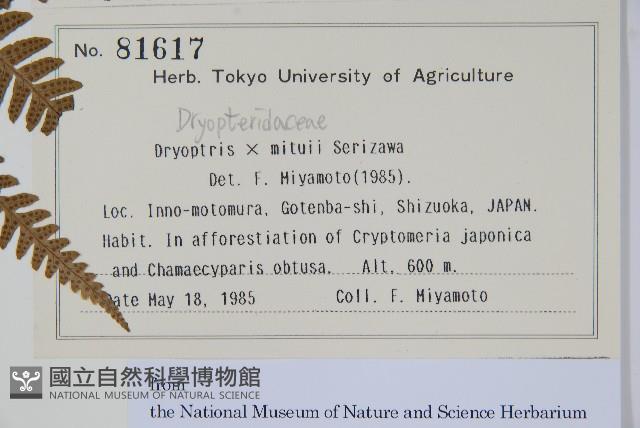 No. 81617
Herb. Tokyo University of Agriculture
Dryopteridaceae
Dryoptris × mituii Serizawa
Det. F. Miyamoto(1985).
Loc. Inno-motomura, Gotenba-shi, Shizuoka, JAPAN.
Habit. In afforestiation of Cryptomeria japonica
and Chamaecyparis obtusa. Alt. 600 m.
Date May 18, 1985 Coll. F. Miyamoto
國立自然科學博物館
NATIONAL MUSEUM OF NATURAL SCIENCE
from
the National Museum of Nature and Science Herbarium